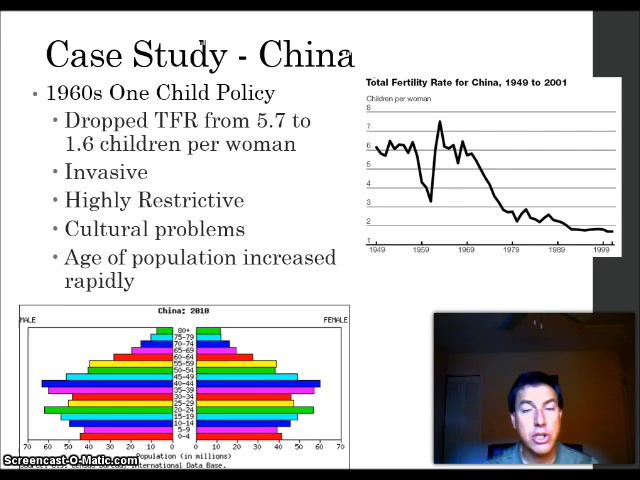 Case Study - China
1960s One Child Policy
Dropped TFR from 5.7 to
1.6 children per woman
Invasive
Highly Restrictive
Cultural problems
Age of population increased
rapidly
Total Fertility Rate for China, 1949 to 2001
Children per woman
8
7
6
5
4
3
2
1
1949 1959 1969 1979 1989 1999
China: 2010
MALE FEMALE
80+
75-79
70-74
65-69
60-64
55-59
50-54
45-49
40-44
35-39
30-34
25-29
20-24
15-19
10-14
5-9
0-4
70 60 50 40 30 20 10 0 0 10 20 30 40 50 60 70
Population (in millions)
International Data Base.
Screencast-O-Matic.com